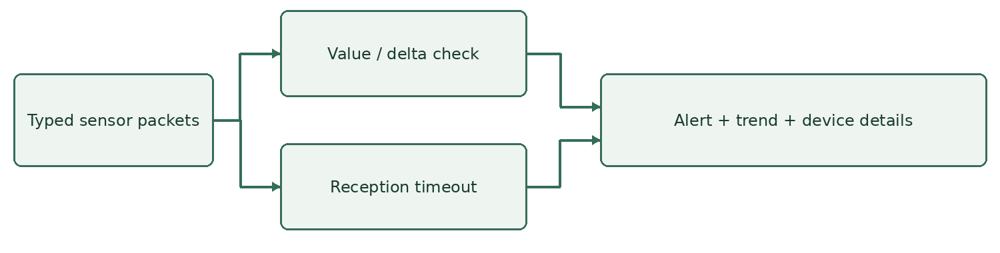 Typed sensor packets
Value / delta check
Reception timeout
Alert + trend + device details